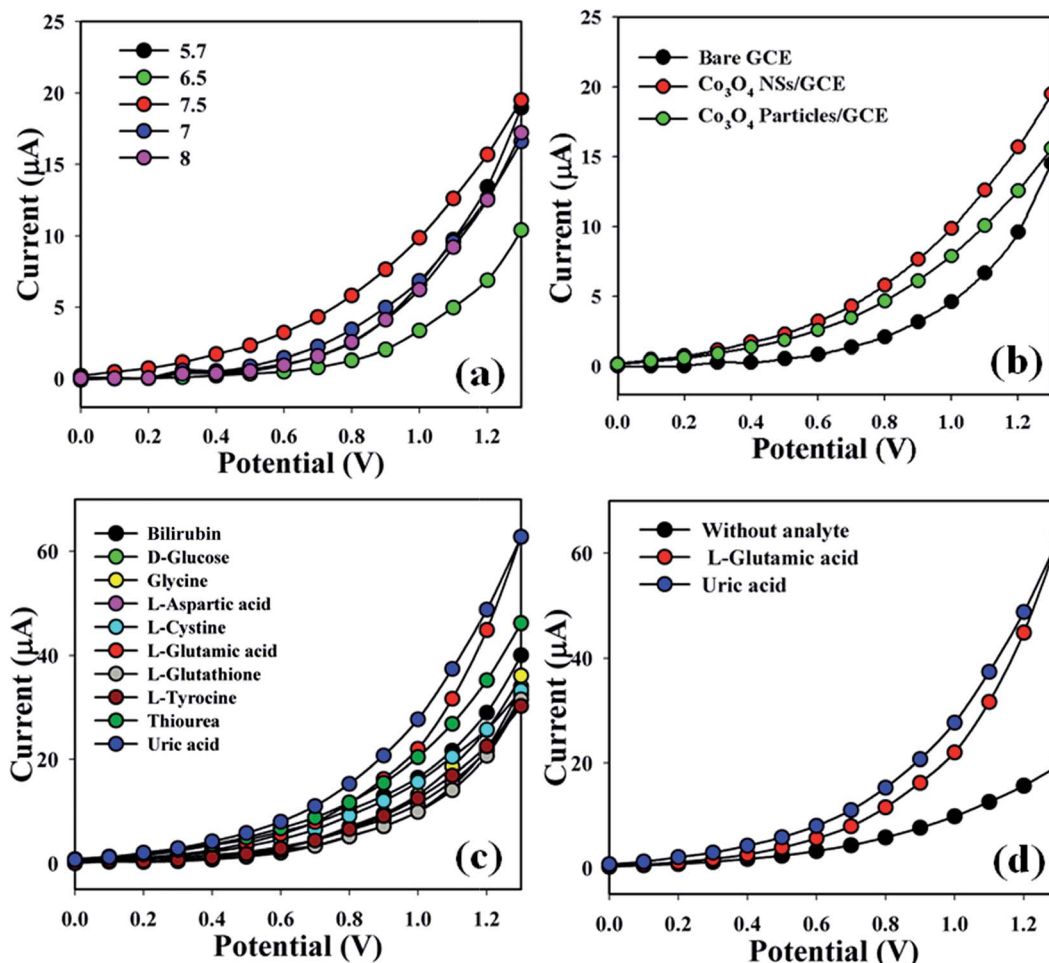 25
20
15
10
5
0
Current (μA)
5.7
6.5
7.5
7
8
(a)
0.0 0.2 0.4 0.6 0.8 1.0 1.2
Potential (V)
25
20
15
10
5
0
Current (μA)
Bare GCE
Co₃O₄ NSs/GCE
Co₃O₄ Particles/GCE
(b)
0.0 0.2 0.4 0.6 0.8 1.0 1.2
Potential (V)
60
40
20
0
Current (μA)
Bilirubin
D-Glucose
Glycine
L-Aspartic acid
L-Cystine
L-Glutamic acid
L-Glutathione
L-Tyrocine
Thiourea
Uric acid
(c)
0.0 0.2 0.4 0.6 0.8 1.0 1.2
Potential (V)
60
40
20
0
Current (μA)
Without analyte
L-Glutamic acid
Uric acid
(d)
0.0 0.2 0.4 0.6 0.8 1.0 1.2
Potential (V)